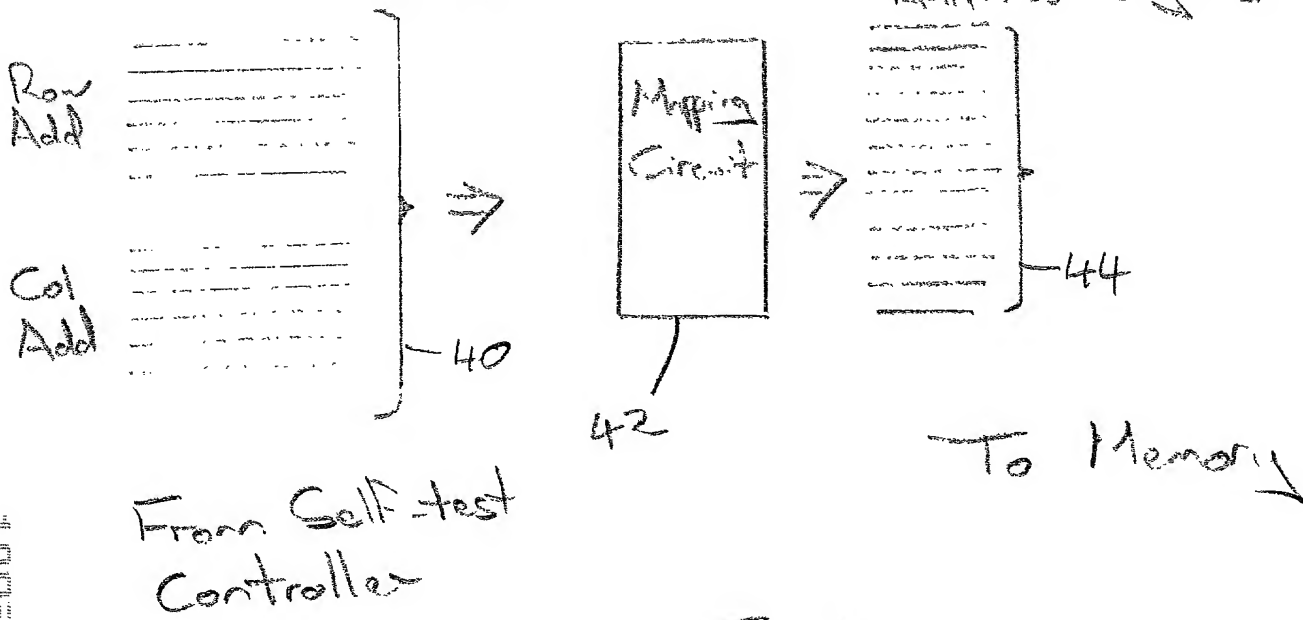 Row
Add
Mapping
Circuit
Col
Add
40
42
44
To Memory
From Self-test
Controller